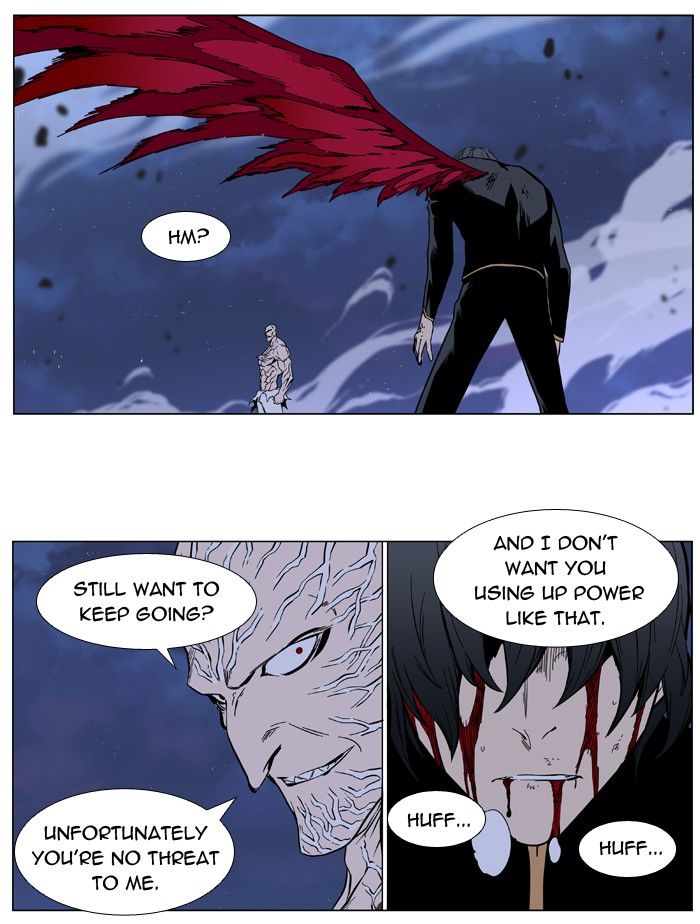 HM?
STILL WANT TO
KEEP GOING?
UNFORTUNATELY
YOU'RE NO THREAT
TO ME.
AND I DON'T
WANT YOU
USING UP POWER
LIKE THAT.
HUFF...
HUFF...